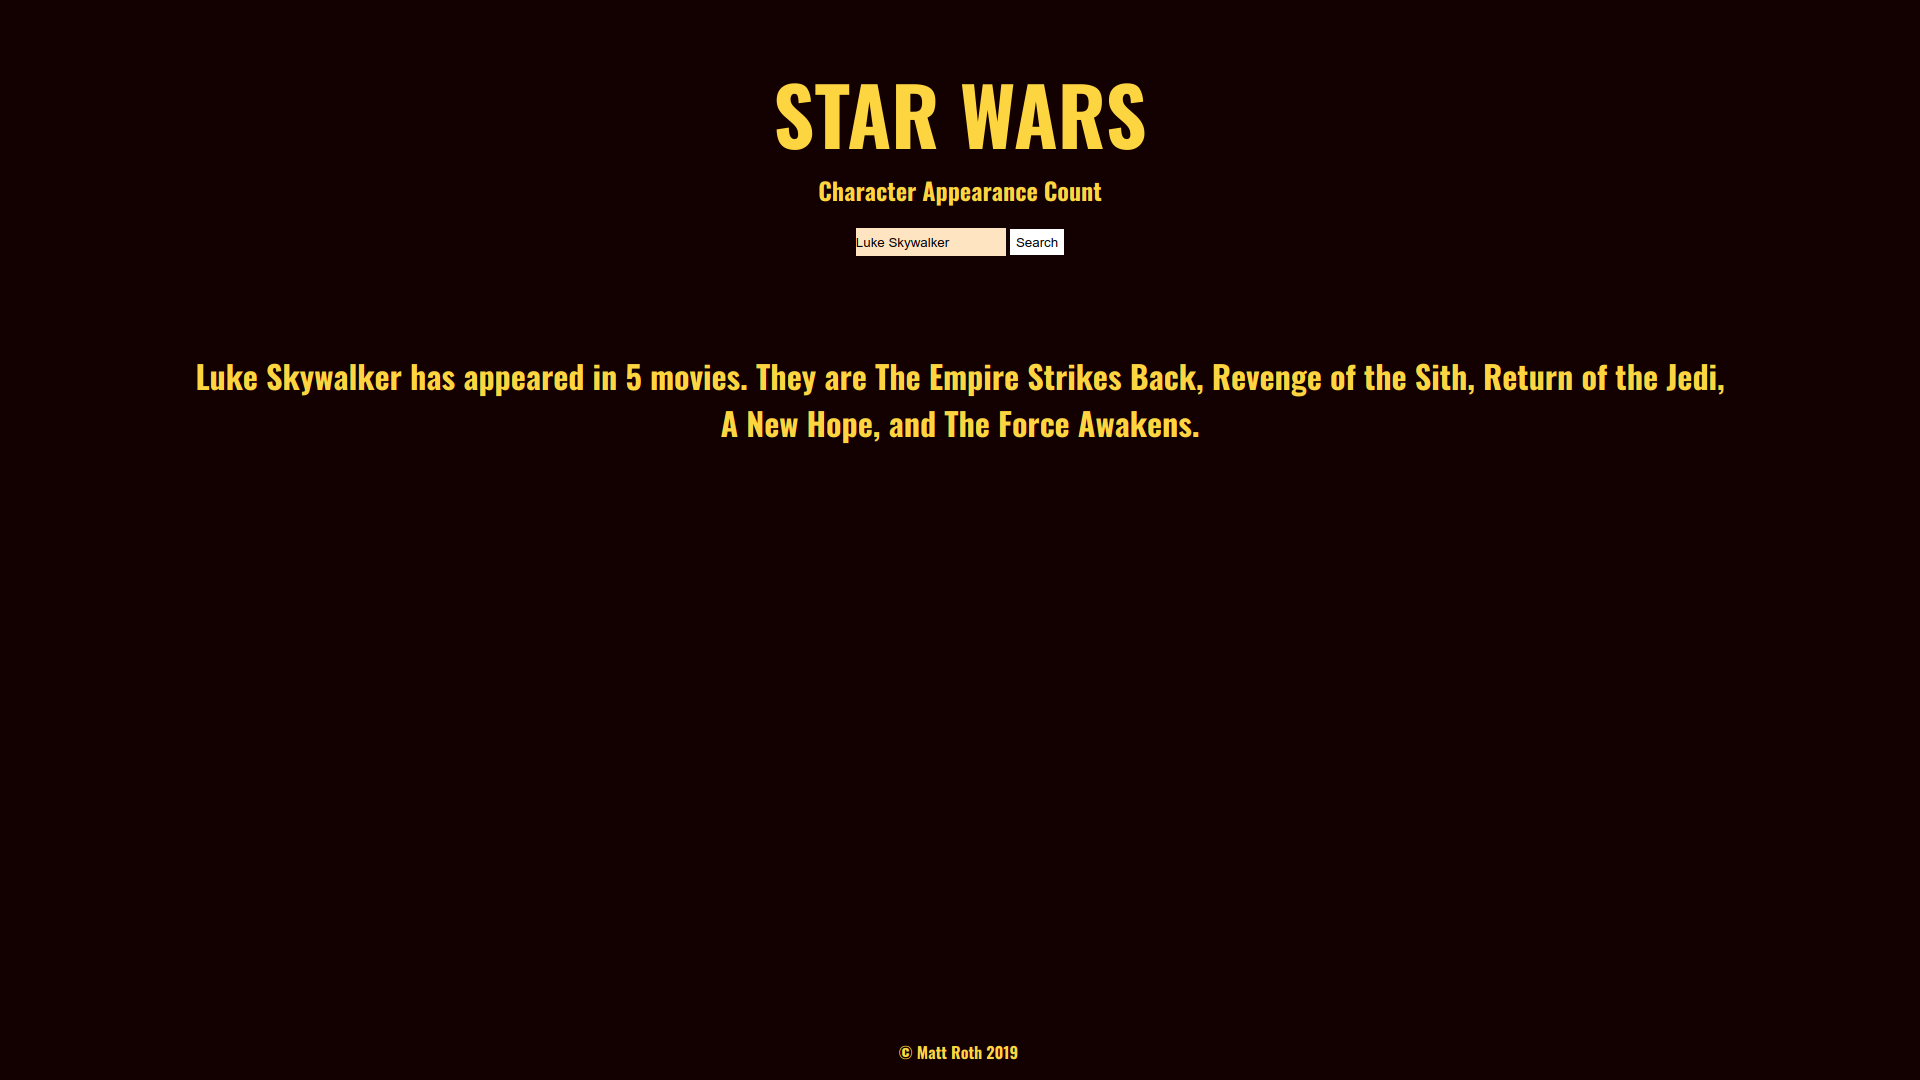 STAR WARS
Character Appearance Count
Luke Skywalker Search
Luke Skywalker has appeared in 5 movies. They are The Empire Strikes Back, Revenge of the Sith, Return of the Jedi,
A New Hope, and The Force Awakens.
© Matt Roth 2019